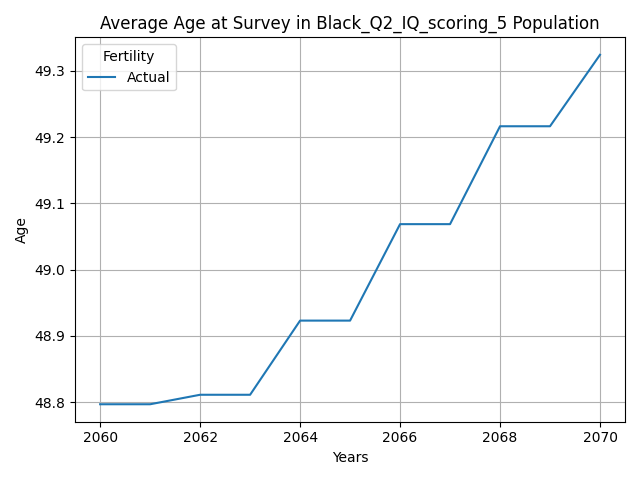 Average Age at Survey in Black_Q2_IQ_scoring_5 Population
Fertility
Actual
49.3
49.2
49.1
49.0
48.9
48.8
Age
2060 2062 2064 2066 2068 2070
Years